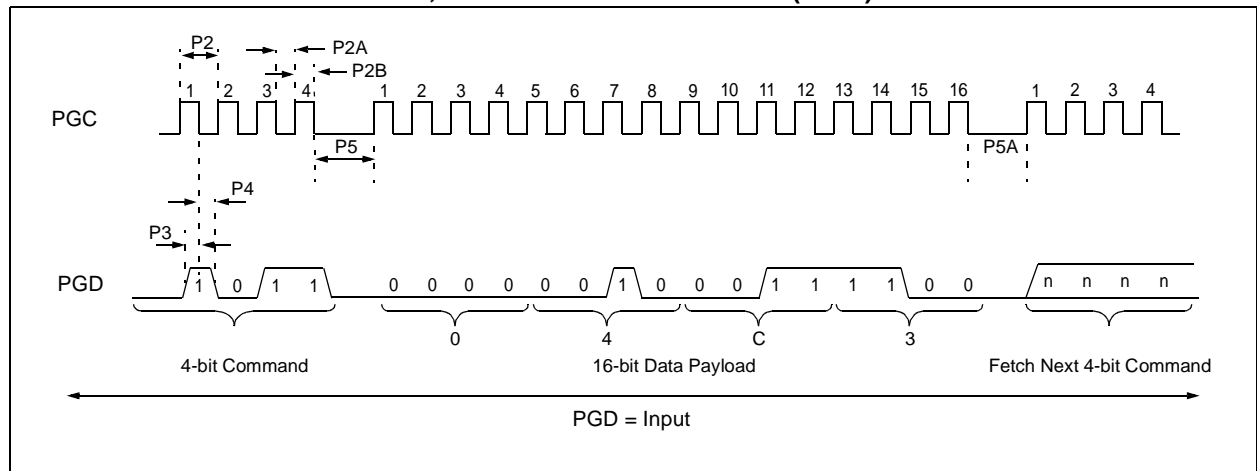 P2
P2A
P2B
1 2 3 4 1 2 3 4 5 6 7 8 9 10 11 12 13 14 15 16 1 2 3 4
PGC
P5
P5A
P4
P3
PGD
1 0 1 1 0 0 0 0 0 0 1 0 0 0 1 1 1 1 0 0 n n n n
0 4 C 3
4-bit Command 16-bit Data Payload Fetch Next 4-bit Command
PGD = Input